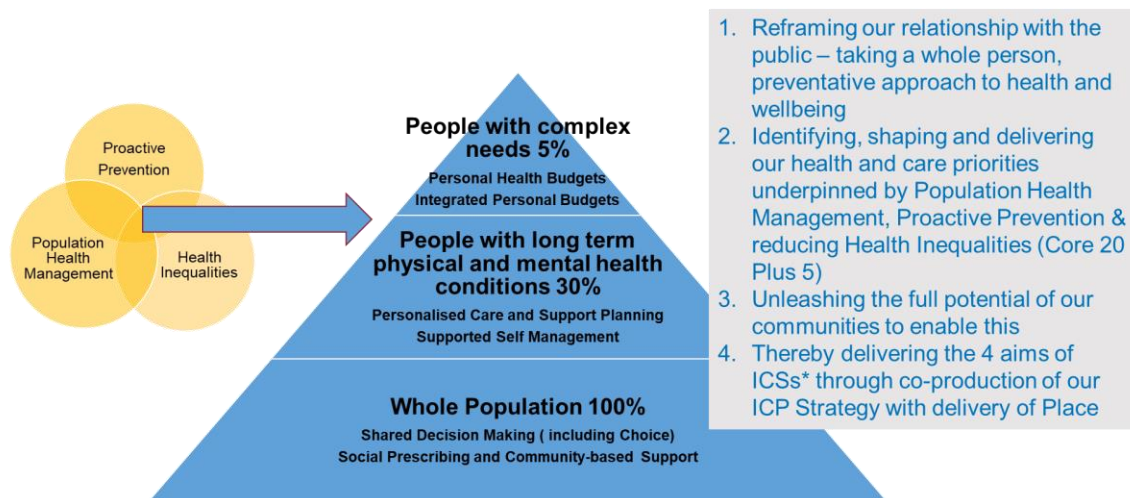 Proactive
Prevention
Population
Health
Management
Health
Inequalities
People with complex
needs 5%
Personal Health Budgets
Integrated Personal Budgets
People with long term
physical and mental health
conditions 30%
Personalised Care and Support Planning
Supported Self Management
Whole Population 100%
Shared Decision Making ( including Choice)
Social Prescribing and Community-based Support
1. Reframing our relationship with the
public – taking a whole person,
preventative approach to health and
wellbeing
2. Identifying, shaping and delivering
our health and care priorities
underpinned by Population Health
Management, Proactive Prevention &
reducing Health Inequalities (Core 20
Plus 5)
3. Unleashing the full potential of our
communities to enable this
4. Thereby delivering the 4 aims of
ICSs* through co-production of our
ICP Strategy with delivery of Place